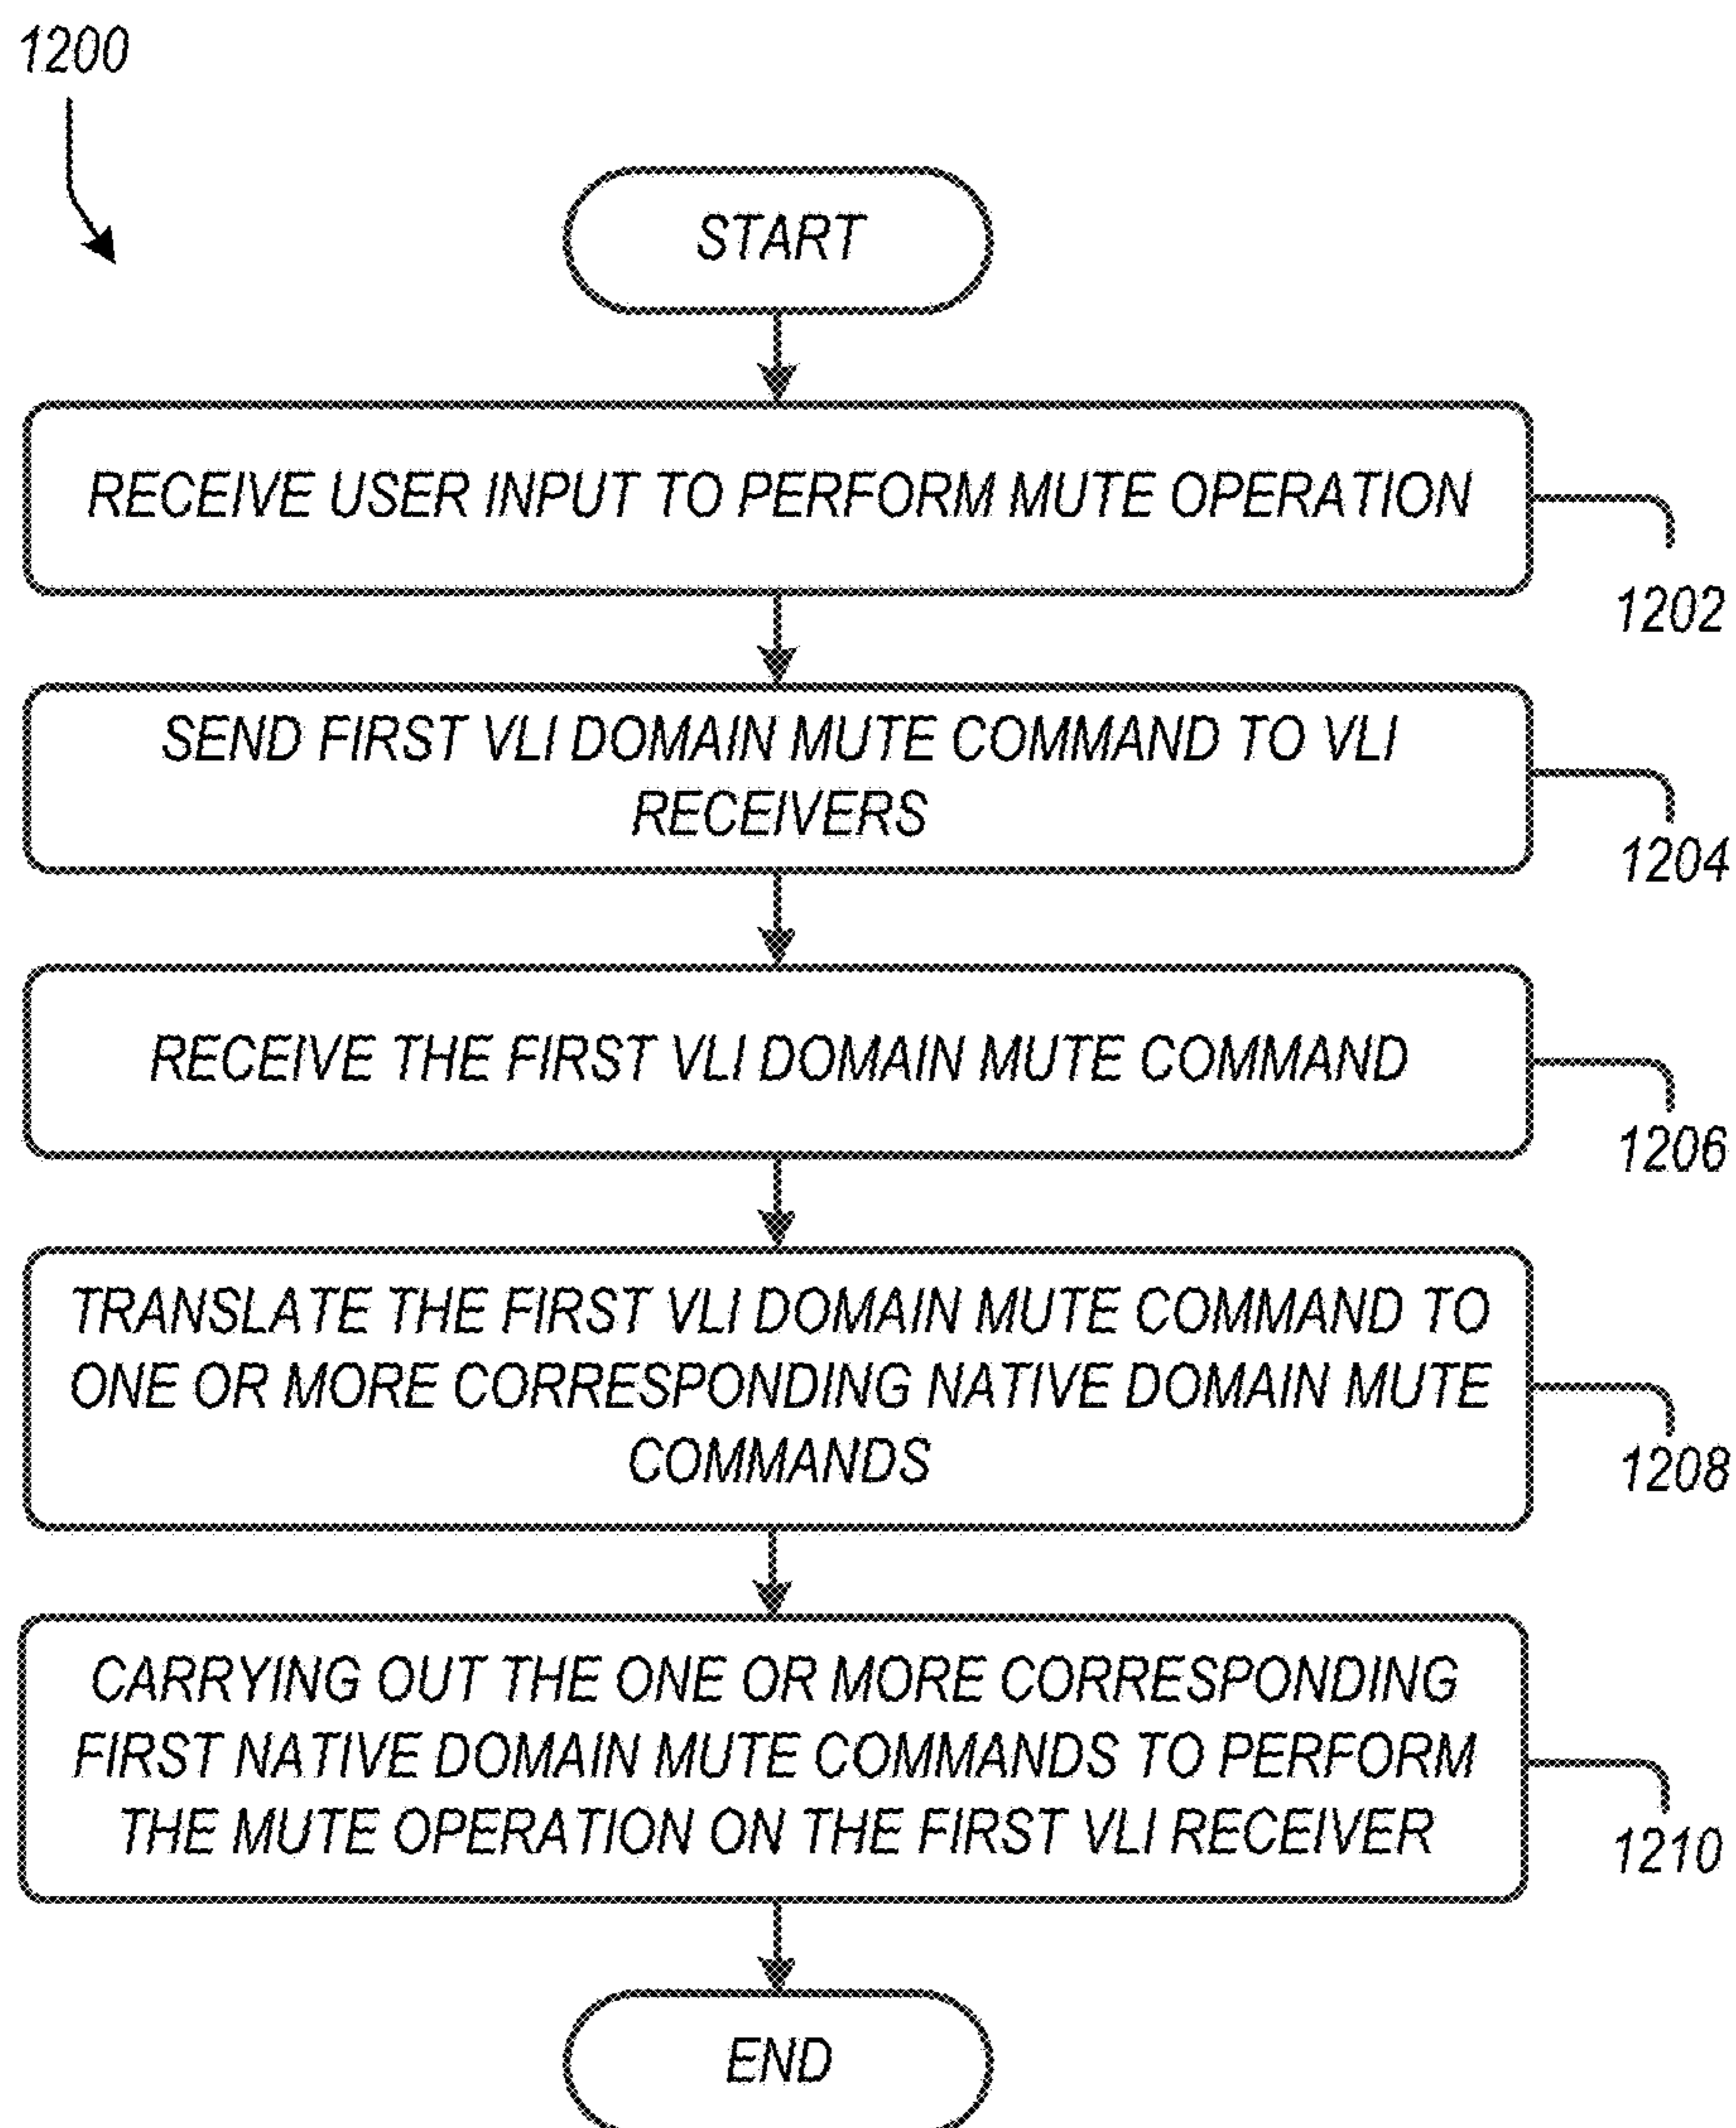 1200
START
RECEIVE USER INPUT TO PERFORM MUTE OPERATION
1202
SEND FIRST VLI DOMAIN MUTE COMMAND TO VLI
RECEIVERS
1204
RECEIVE THE FIRST VLI DOMAIN MUTE COMMAND
1206
TRANSLATE THE FIRST VLI DOMAIN MUTE COMMAND TO
ONE OR MORE CORRESPONDING NATIVE DOMAIN MUTE
COMMANDS
1208
CARRYING OUT THE ONE OR MORE CORRESPONDING
FIRST NATIVE DOMAIN MUTE COMMANDS TO PERFORM
THE MUTE OPERATION ON THE FIRST VLI RECEIVER
1210
END